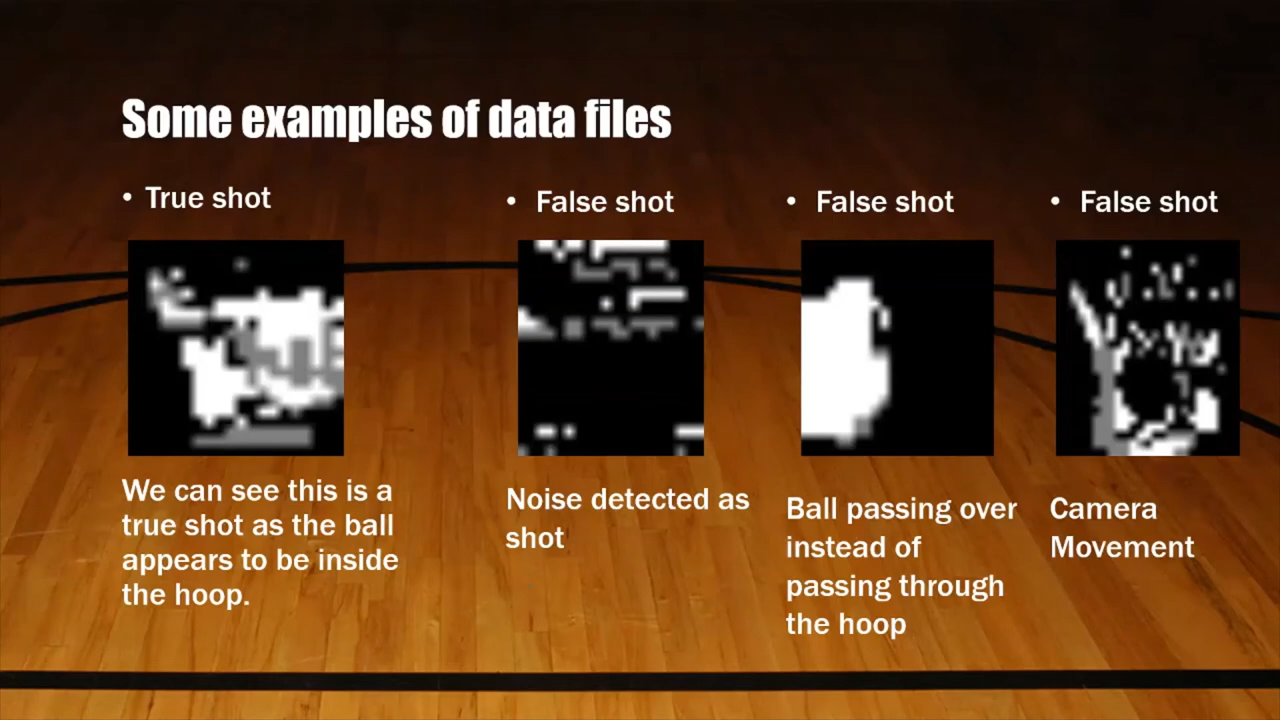 Some examples of data files
• True shot
We can see this is a
true shot as the ball
appears to be inside
the hoop.
• False shot
Noise detected as
shot
• False shot
Ball passing over
instead of
passing through
the hoop
• False shot
Camera
Movement